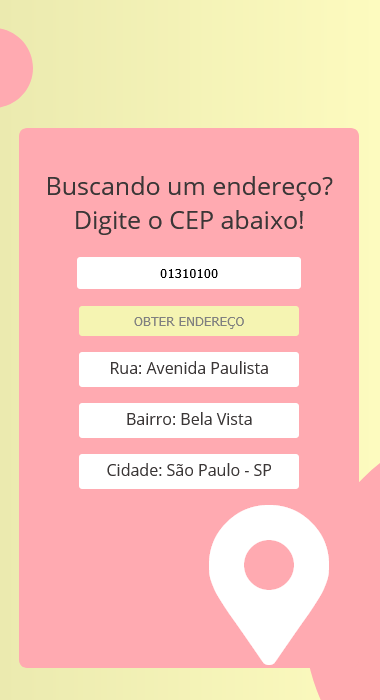 Buscando um endereço?
Digite o CEP abaixo!
01310100
OBTER ENDEREÇO
Rua: Avenida Paulista
Bairro: Bela Vista
Cidade: São Paulo - SP